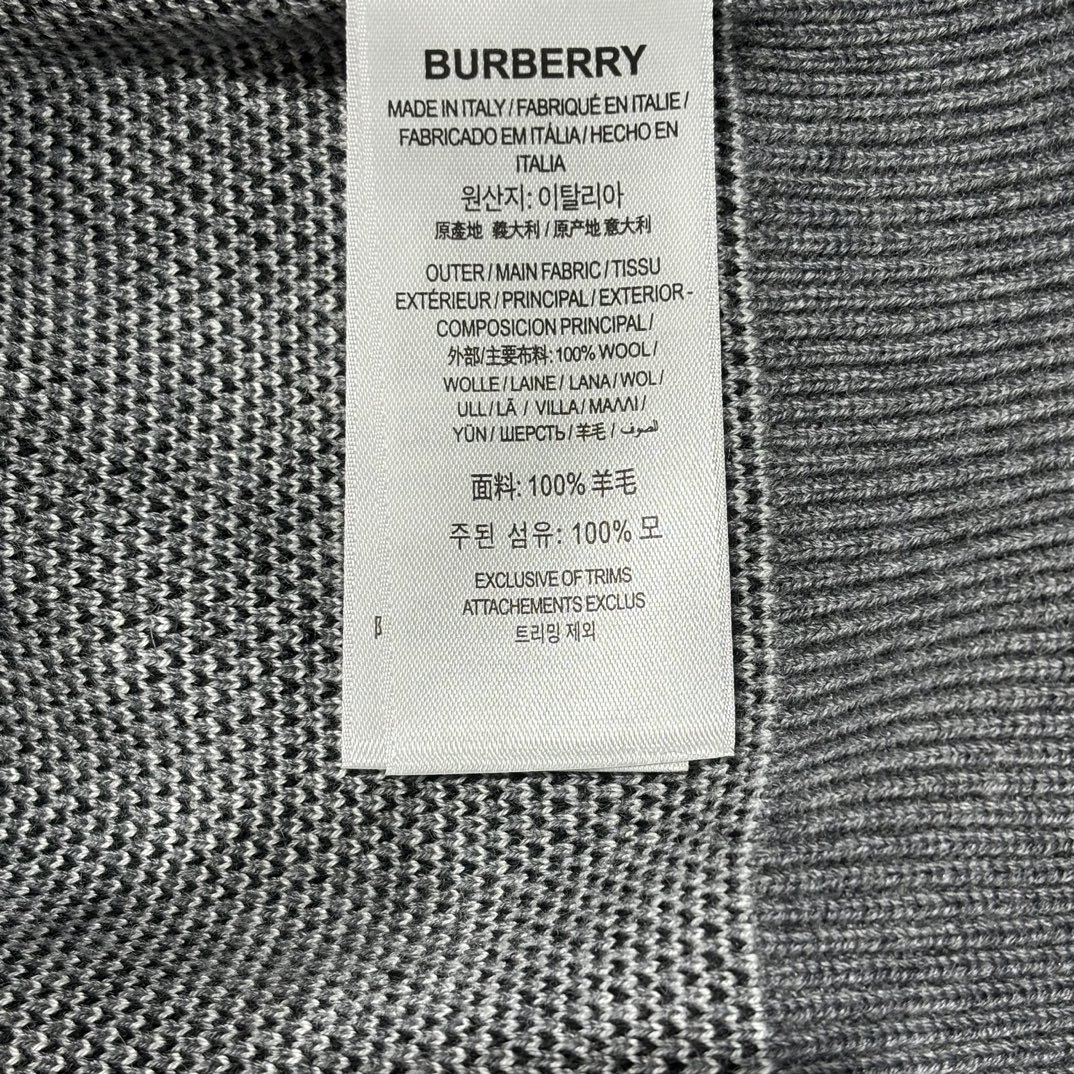 BURBERRY
MADE IN ITALY / FABRIQUÉ EN ITALIE /
FABRICADO EM ITÁLIA / HECHO EN
ITALIA
원산지: 이탈리아
原產地 義大利 / 原产地 意大利
OUTER / MAIN FABRIC / TISSU
EXTÉRIEUR / PRINCIPAL / EXTERIOR -
COMPOSICION PRINCIPAL /
外部/主要布料: 100% WOOL /
WOLLE / LAINE / LANA / WOL /
ULL / LÃ / VILLA / ΜΑΛΛΙ /
YÜN / ШЕРСТЬ / 羊毛 / الصوف
面料: 100% 羊毛
주된 섬유: 100% 모
EXCLUSIVE OF TRIMS
ATTACHEMENTS EXCLUS
트리밍 제외